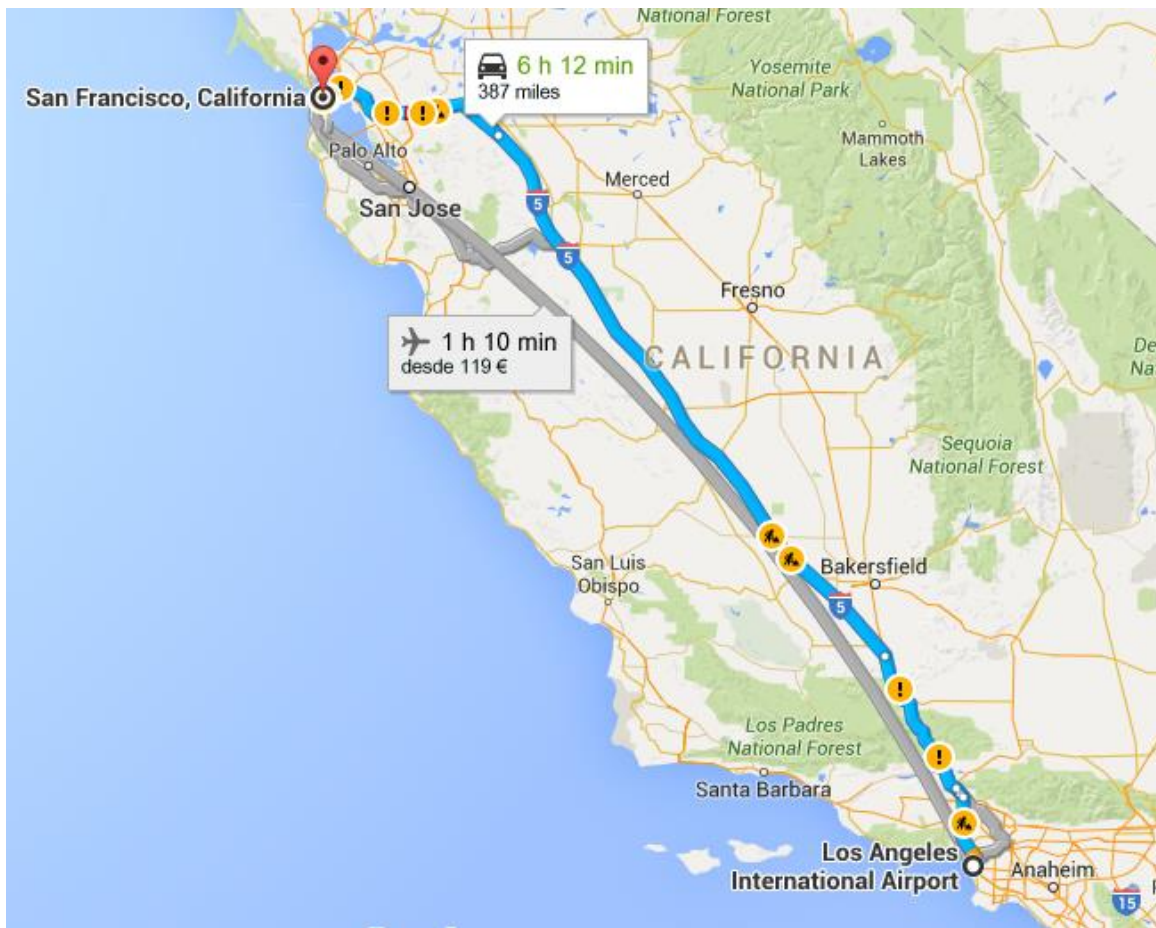 National Forest
6 h 12 min
387 miles
Yosemite
National Park
San Francisco, California
Mammoth
Lakes
Palo Alto
Merced
San Jose
5
5
Fresno
1 h 10 min
desde 119 €
CALIFORNIA
De
Na
Sequoia
National Forest
San Luis
Obispo
Bakersfield
5
Los Padres
National Forest
Santa Barbara
Los Angeles
International Airport
Anaheim
15